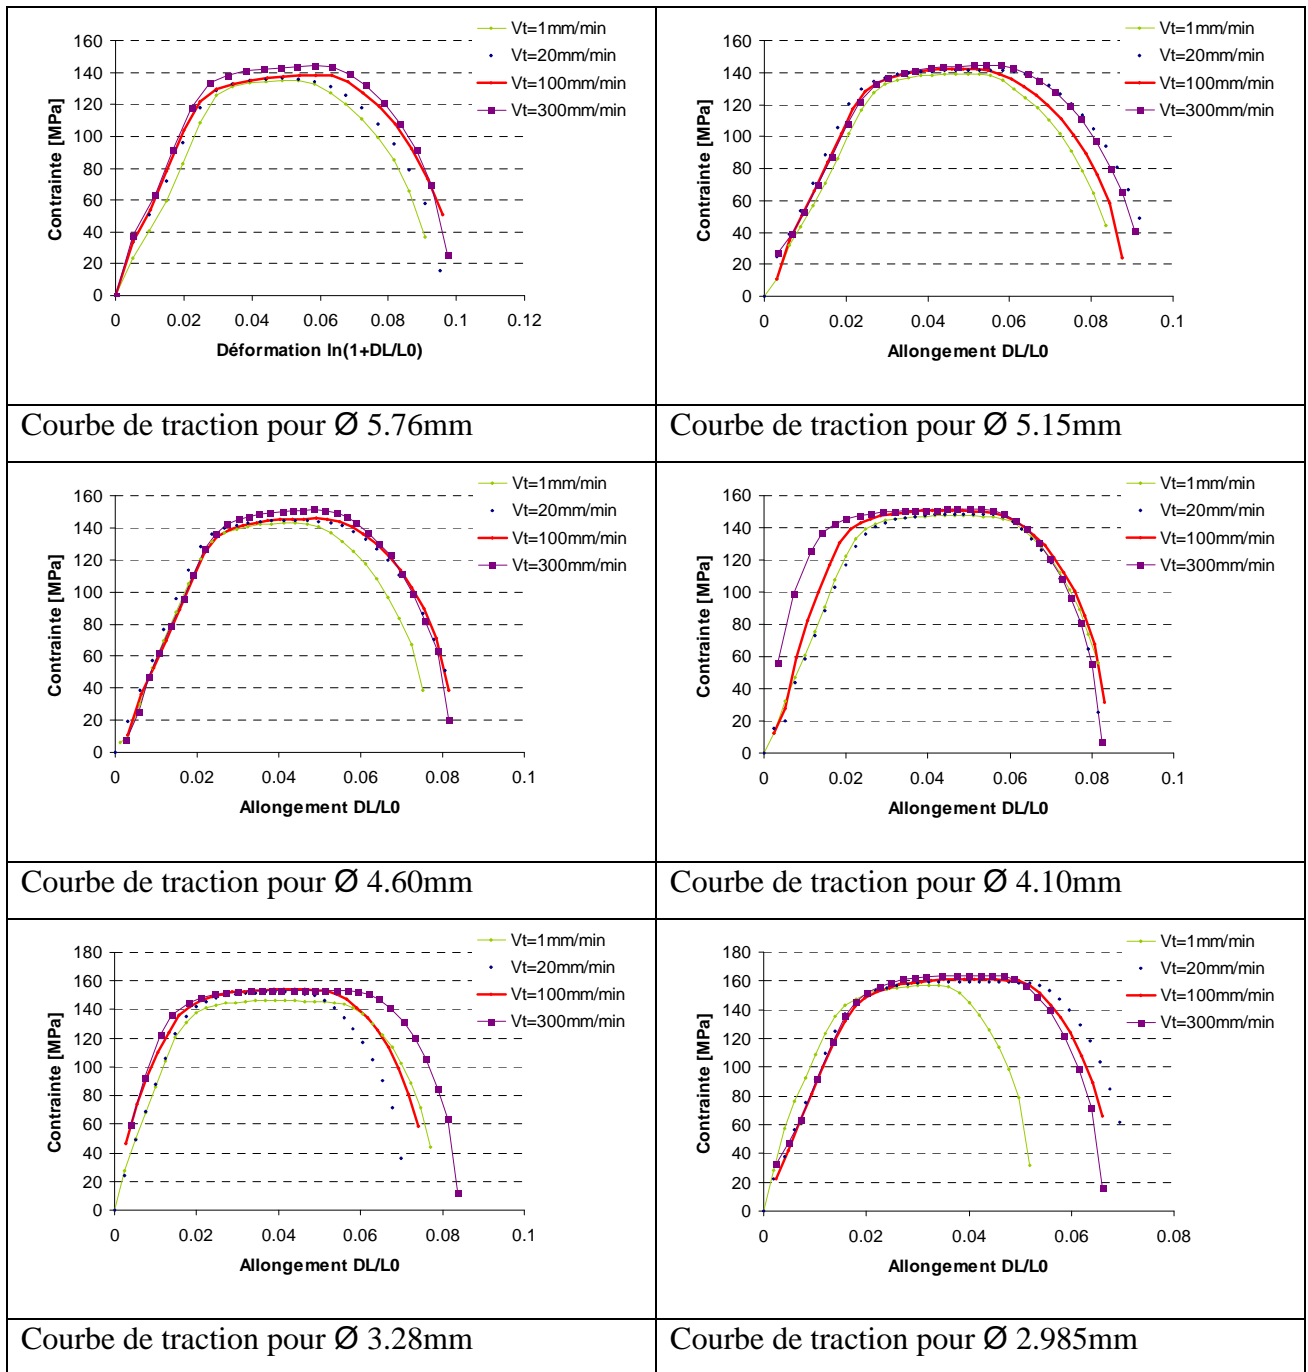 Vt=1mm/min
Vt=20mm/min
Vt=100mm/min
Vt=300mm/min
Contrainte [MPa]
160
140
120
100
80
60
40
20
0
0 0.02 0.04 0.06 0.08 0.1 0.12
Déformation ln(1+DL/L0)
Vt=1mm/min
Vt=20mm/min
Vt=100mm/min
Vt=300mm/min
Contrainte [MPa]
160
140
120
100
80
60
40
20
0
0 0.02 0.04 0.06 0.08 0.1
Allongement DL/L0
Courbe de traction pour Ø 5.76mm
Courbe de traction pour Ø 5.15mm
Vt=1mm/min
Vt=20mm/min
Vt=100mm/min
Vt=300mm/min
Contrainte [MPa]
160
140
120
100
80
60
40
20
0
0 0.02 0.04 0.06 0.08 0.1
Allongement DL/L0
Vt=1mm/min
Vt=20mm/min
Vt=100mm/min
Vt=300mm/min
Contrainte [MPa]
160
140
120
100
80
60
40
20
0
0 0.02 0.04 0.06 0.08 0.1
Allongement DL/L0
Courbe de traction pour Ø 4.60mm
Courbe de traction pour Ø 4.10mm
Vt=1mm/min
Vt=20mm/min
Vt=100mm/min
Vt=300mm/min
Contrainte [MPa]
180
160
140
120
100
80
60
40
20
0
0 0.02 0.04 0.06 0.08 0.1
Allongement DL/L0
Vt=1mm/min
Vt=20mm/min
Vt=100mm/min
Vt=300mm/min
Contrainte [MPa]
180
160
140
120
100
80
60
40
20
0
0 0.02 0.04 0.06 0.08
Allongement DL/L0
Courbe de traction pour Ø 3.28mm
Courbe de traction pour Ø 2.985mm